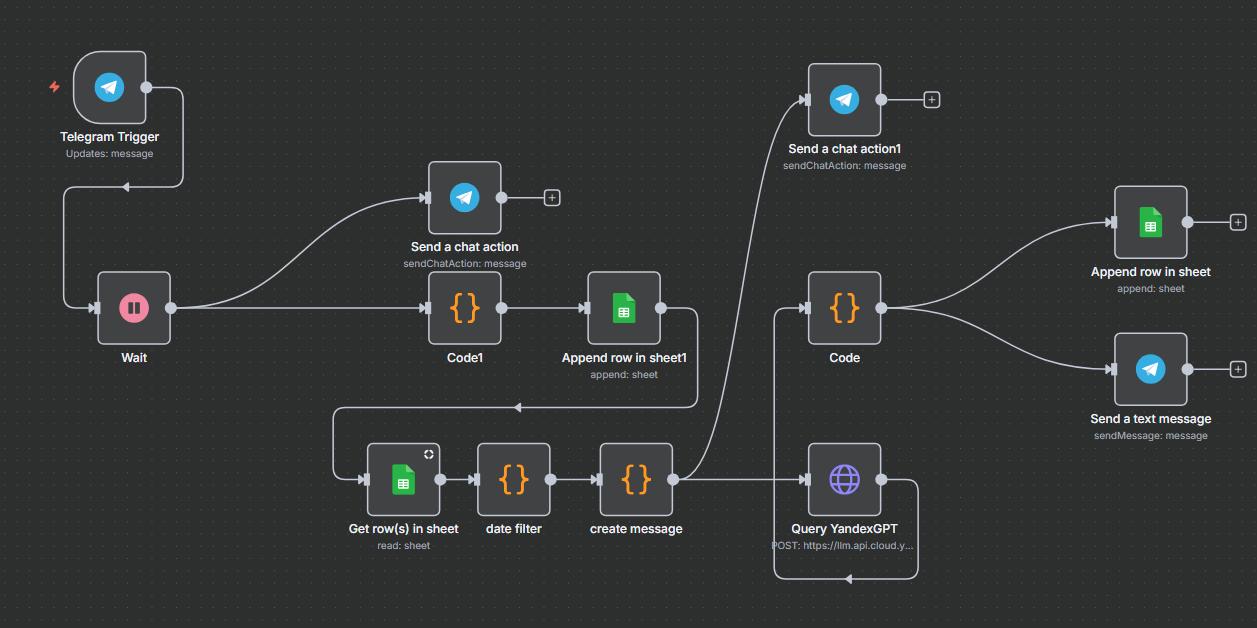 Telegram Trigger
Updates: message
Send a chat action1
sendChatAction: message
Send a chat action
sendChatAction: message
Append row in sheet
append: sheet
Wait
Code1
Append row in sheet1
append: sheet
Code
Send a text message
sendMessage: message
Get row(s) in sheet
read: sheet
date filter
create message
Query YandexGPT
POST: https://llm.api.cloud.y...